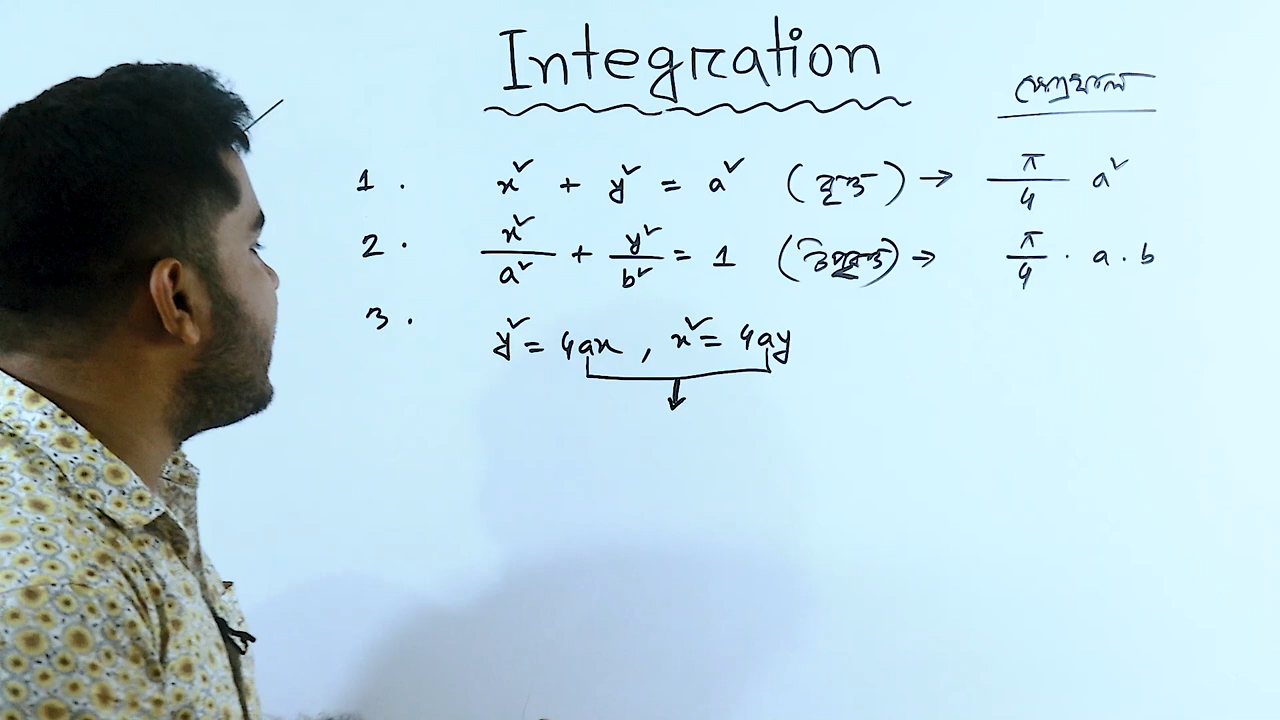 Integration
ক্ষেত্রফল
1. x² + y² = a² (বৃত্ত) → π/4 a²
2. x²/a² + y²/b² = 1 (উপবৃত্ত) → π/4 · a · b
3. y² = 4ax, x² = 4ay